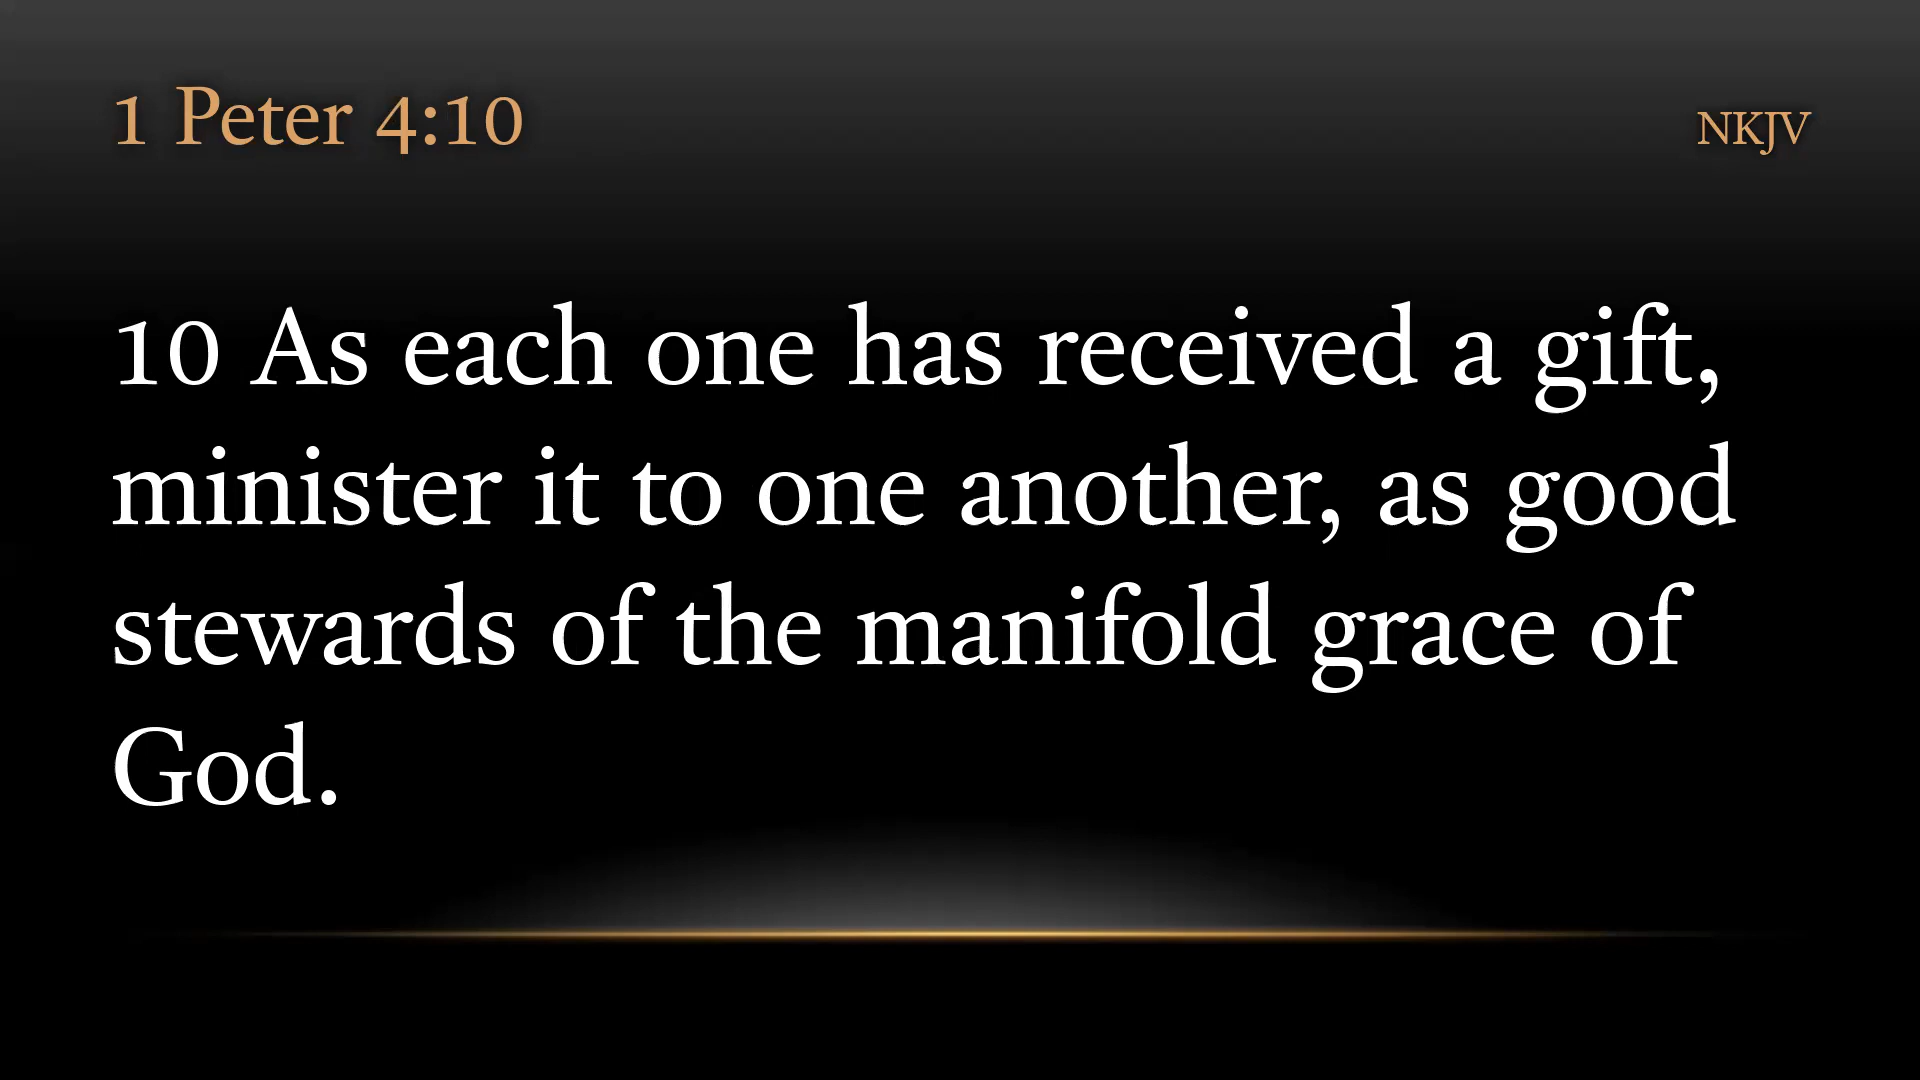 1 Peter 4:10
NKJV
10 As each one has received a gift,
minister it to one another, as good
stewards of the manifold grace of
God.